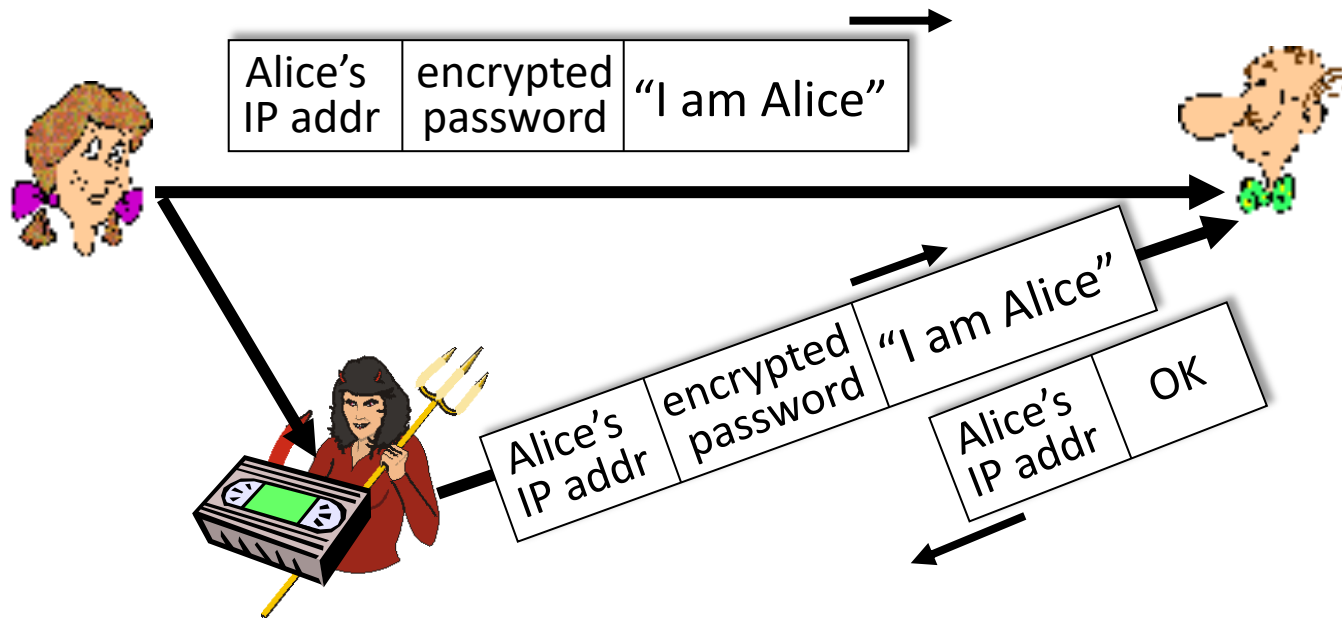 Alice’s
IP addr
encrypted
password
“I am Alice”
Alice’s
IP addr
encrypted
password
“I am Alice”
Alice’s
IP addr
OK